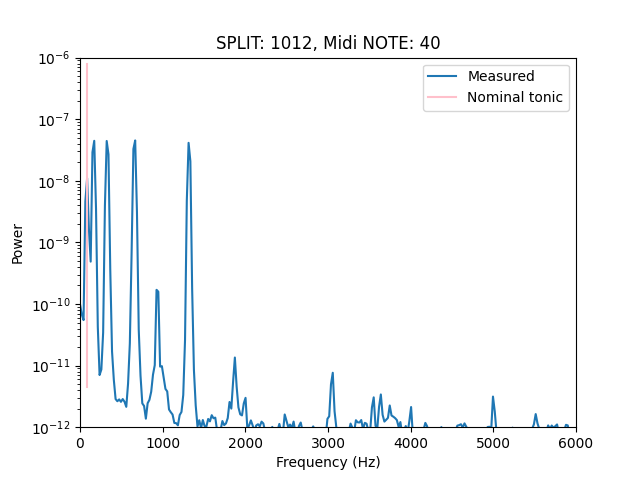 SPLIT: 1012, Midi NOTE: 40
Measured
Nominal tonic
Power
10⁻⁶
10⁻⁷
10⁻⁸
10⁻⁹
10⁻¹⁰
10⁻¹¹
10⁻¹²
0 1000 2000 3000 4000 5000 6000
Frequency (Hz)